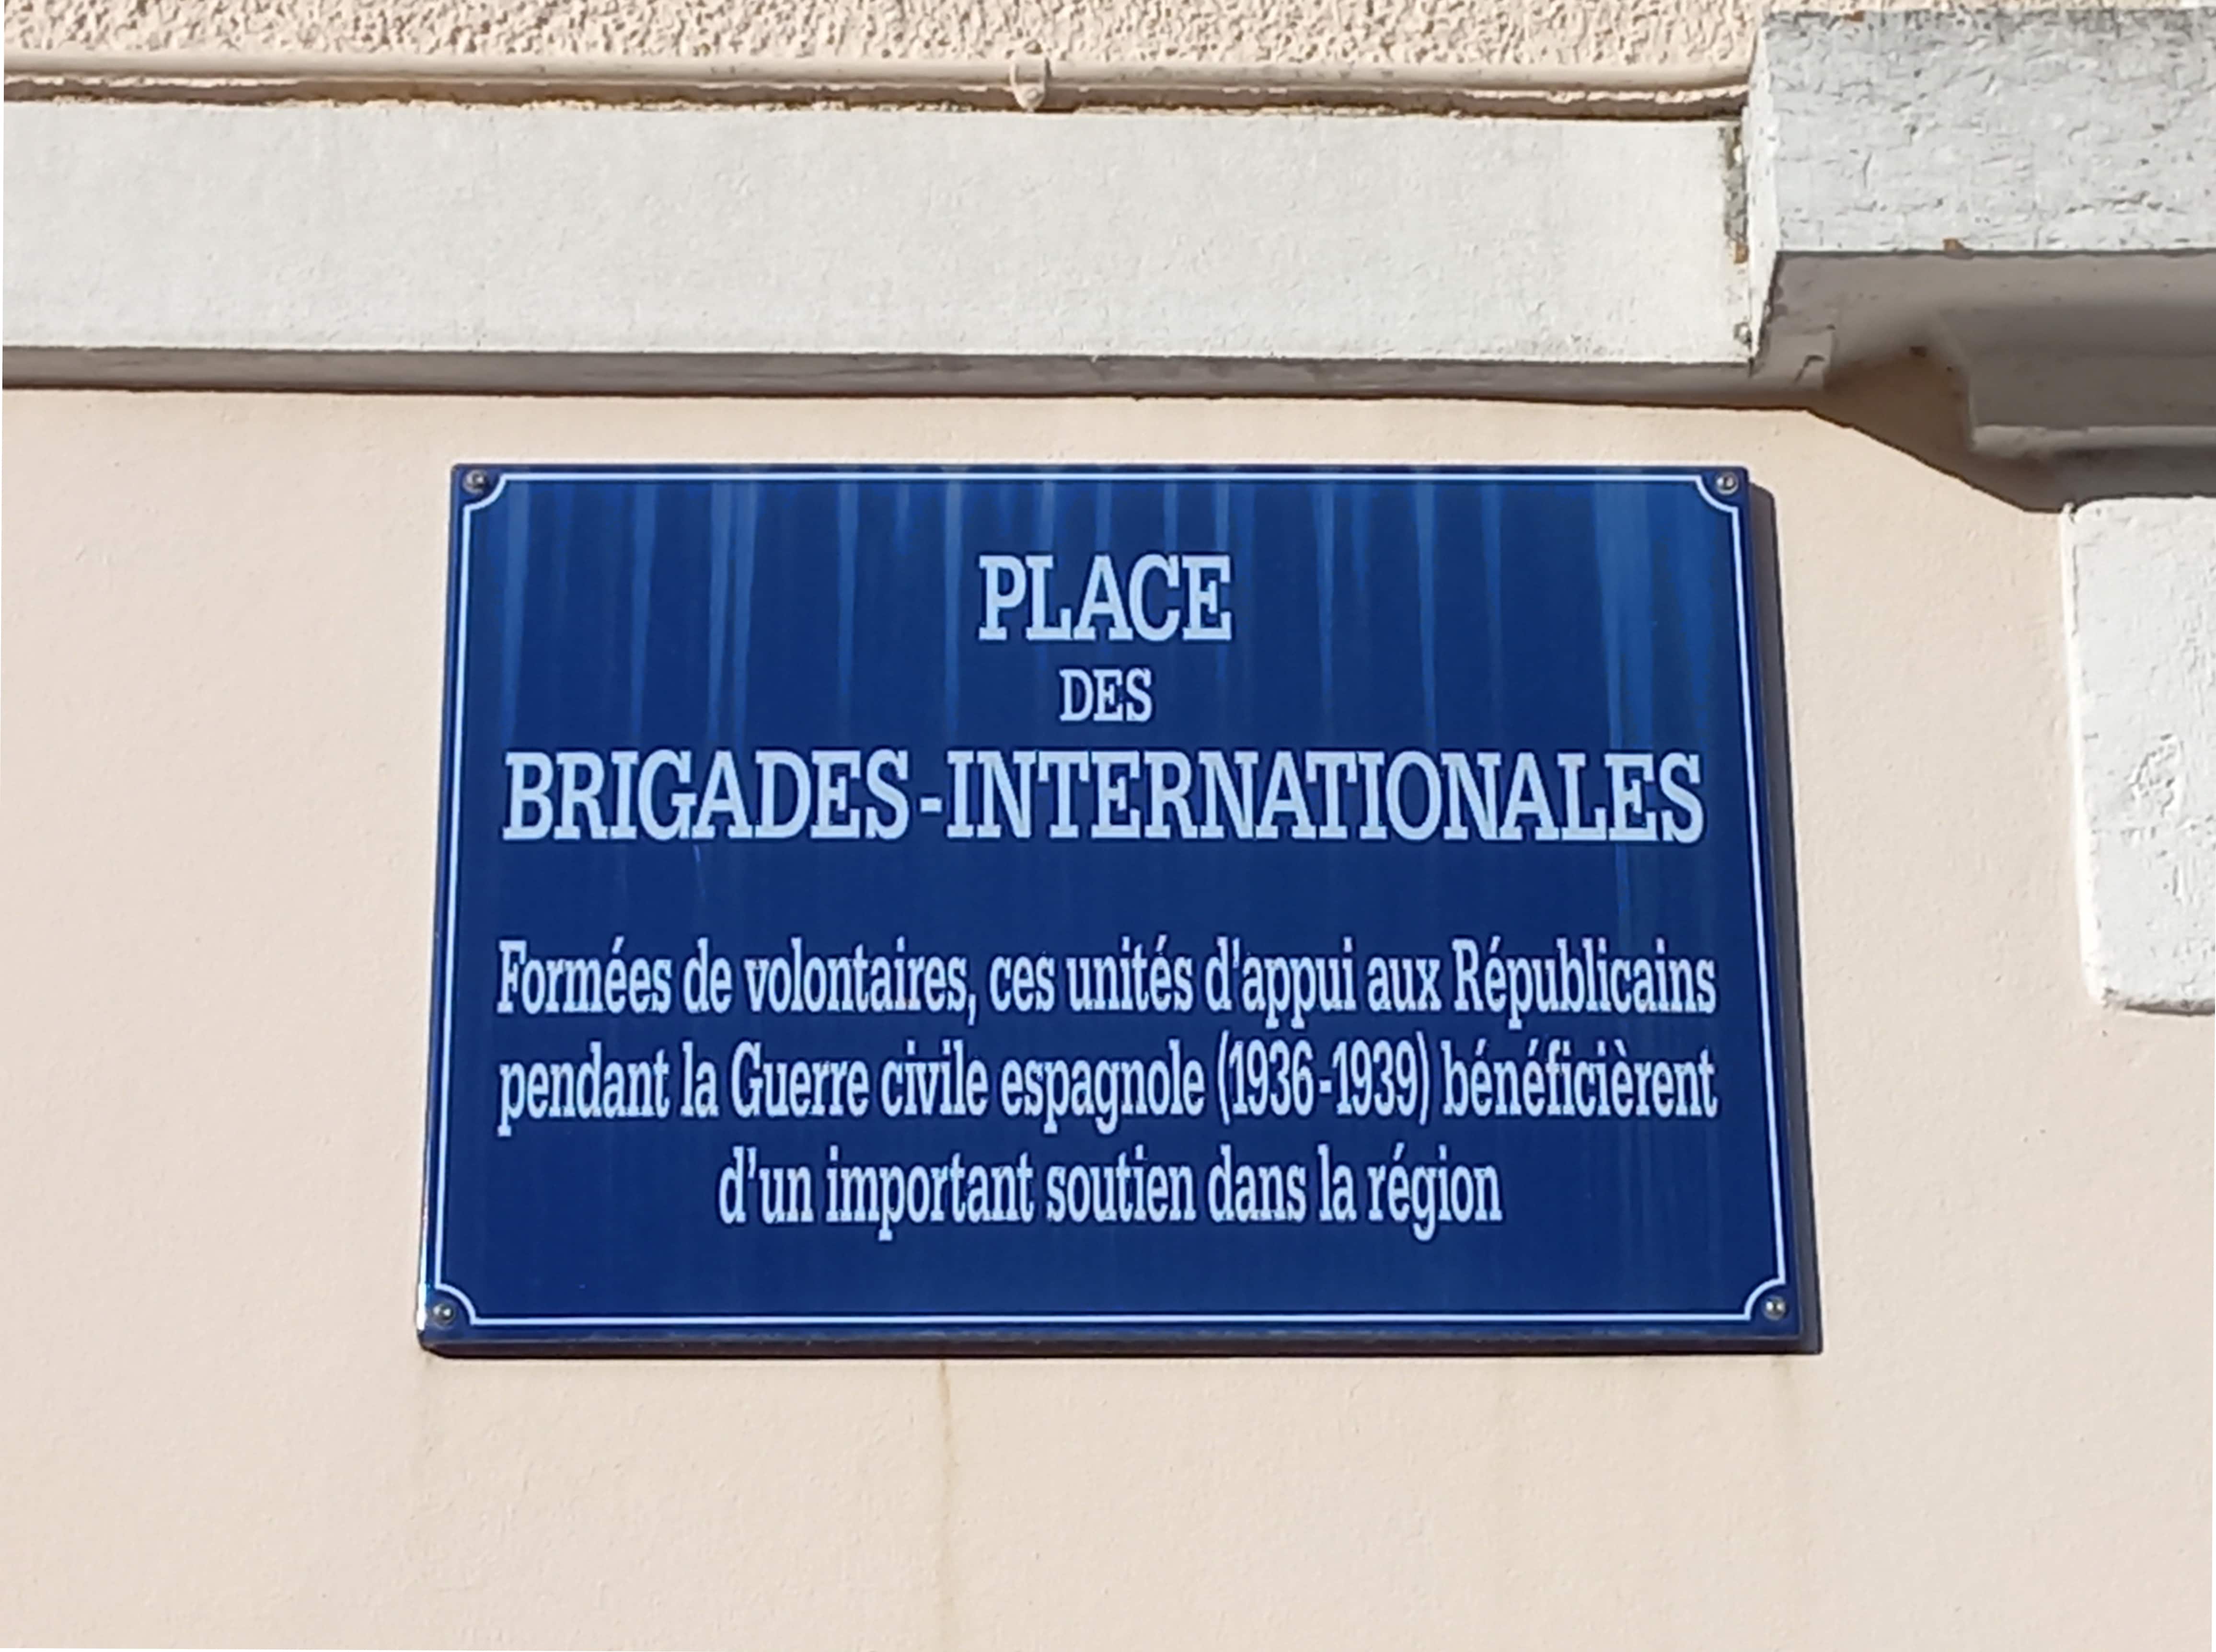 PLACE
DES
BRIGADES-INTERNATIONALES
Formées de volontaires, ces unités d'appui aux Républicains
pendant la Guerre civile espagnole (1936-1939) bénéficièrent
d'un important soutien dans la région